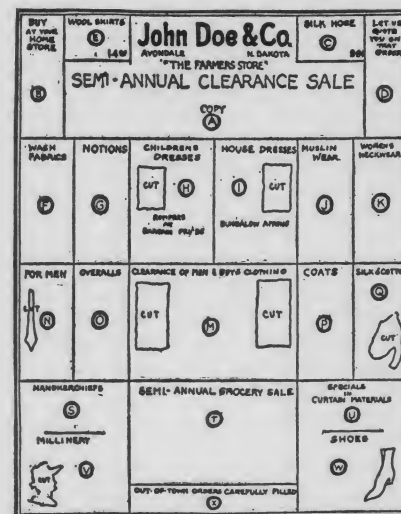 BUY
AT YOUR
HOME
STORE
B
WOOL SKIRTS
E
John Doe & Co.
AVONDALE N. DAKOTA
"THE FARMERS STORE"
SILK HOSE
C
LET US
QUOTE
YOU ON
THAT
ORDER
D
SEMI-ANNUAL CLEARANCE SALE
COPY
A
WASH
FABRICS
F
NOTIONS
G
CHILDRENS
DRESSES
CUT
H
ROMPERS
AT
BARGAIN PRICES
HOUSE DRESSES
I
CUT
BUNGALOW APRONS
MUSLIN
WEAR
J
WOMEN'S
NECKWEAR
K
FOR MEN
CUT
N
OVERALLS
O
CLEARANCE OF MEN & BOYS CLOTHING
CUT
M
CUT
COATS
P
SILK & COTTON
Q
CUT
HANDKERCHIEFS
S
MILLINERY
CUT
V
SEMI-ANNUAL GROCERY SALE
T
OUT-OF-TOWN ORDERS CAREFULLY FILLED
X
SPECIALS
IN
CURTAIN MATERIALS
U
SHOES
W